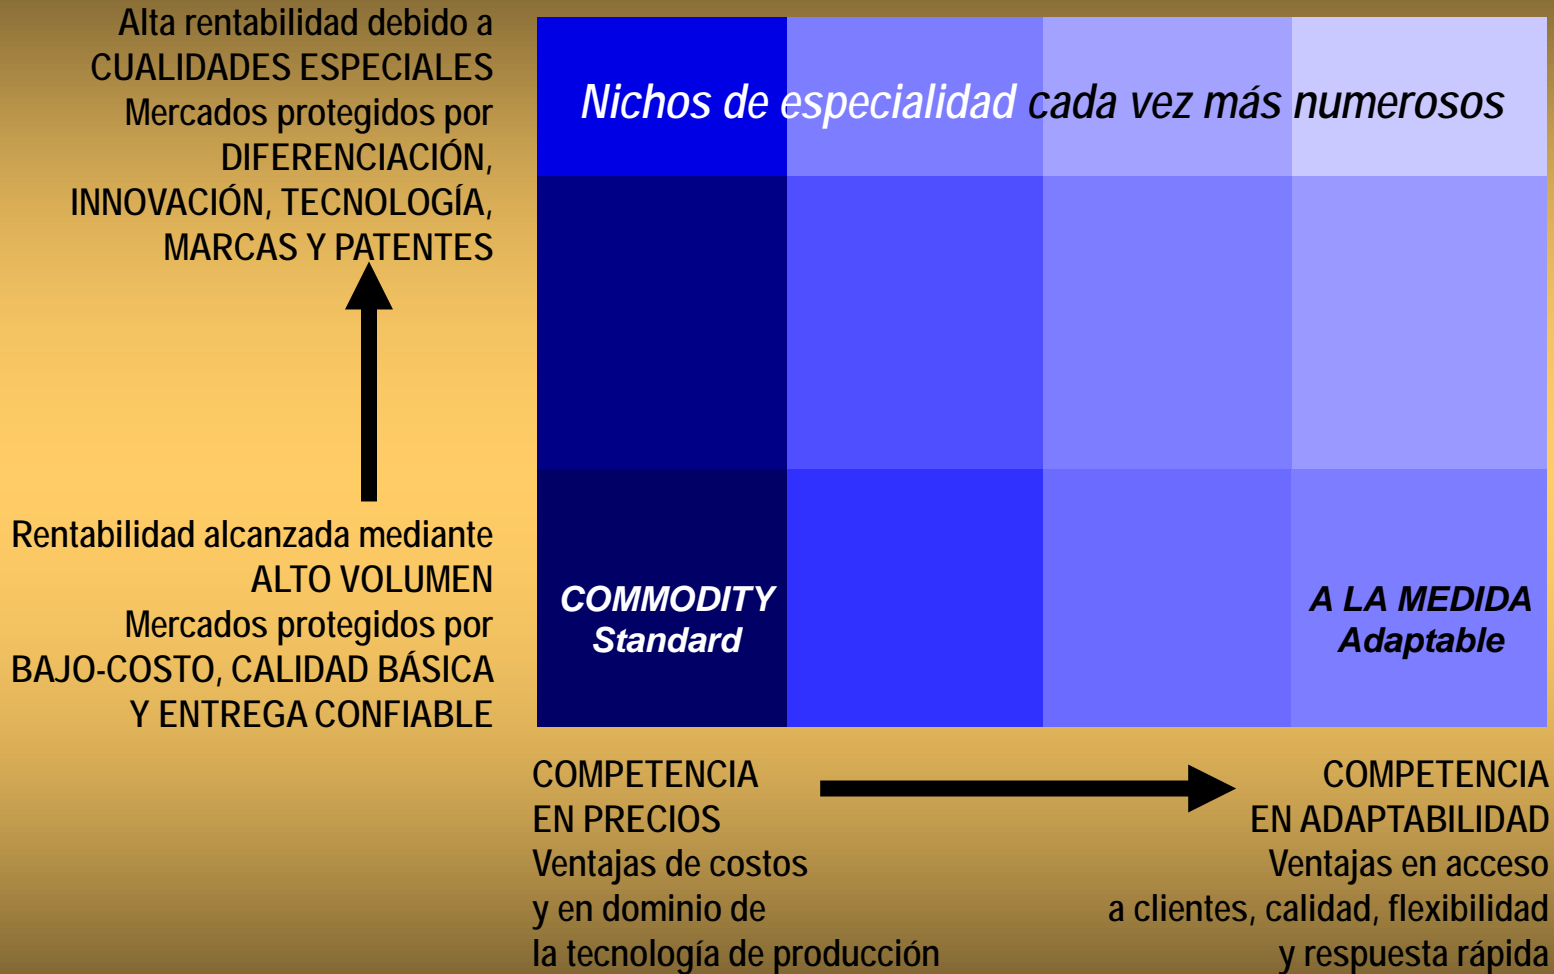 Alta rentabilidad debido a
CUALIDADES ESPECIALES
Mercados protegidos por
DIFERENCIACIÓN,
INNOVACIÓN, TECNOLOGÍA,
MARCAS Y PATENTES
Rentabilidad alcanzada mediante
ALTO VOLUMEN
Mercados protegidos por
BAJO-COSTO, CALIDAD BÁSICA
Y ENTREGA CONFIABLE
Nichos de especialidad cada vez más numerosos
COMMODITY
Standard
A LA MEDIDA
Adaptable
COMPETENCIA
EN PRECIOS
Ventajas de costos
y en dominio de
la tecnología de producción
COMPETENCIA
EN ADAPTABILIDAD
Ventajas en acceso
a clientes, calidad, flexibilidad
y respuesta rápida